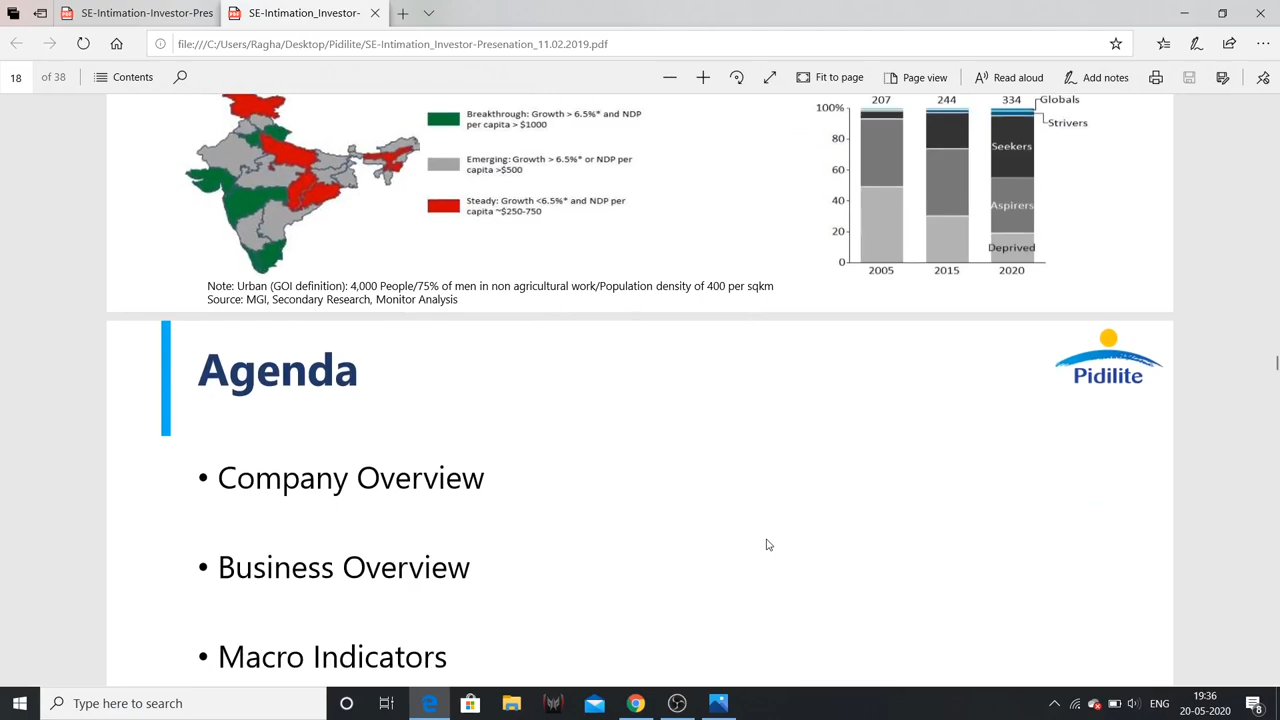 SE-Intimation_Investor-Pres
SE-Intimation_Investor-Pres
file:///C:/Users/Ragha/Desktop/Pidilite/SE-Intimation_Investor-Presenation_11.02.2019.pdf
18 of 38
Contents
Fit to page
Page view
Read aloud
Add notes
Breakthrough: Growth > 6.5%* and NDP
per capita > $1000
Emerging: Growth > 6.5%* or NDP per
capita >$500
Steady: Growth <6.5%* and NDP per
capita ~$250-750
207 244 334
Globals
Strivers
Seekers
Aspirers
Deprived
100%
80
60
40
20
0
2005 2015 2020
Note: Urban (GOI definition): 4,000 People/75% of men in non agricultural work/Population density of 400 per sqkm
Source: MGI, Secondary Research, Monitor Analysis
Agenda
Pidilite
• Company Overview
• Business Overview
• Macro Indicators
Type here to search
ENG
19:36
20-05-2020
8